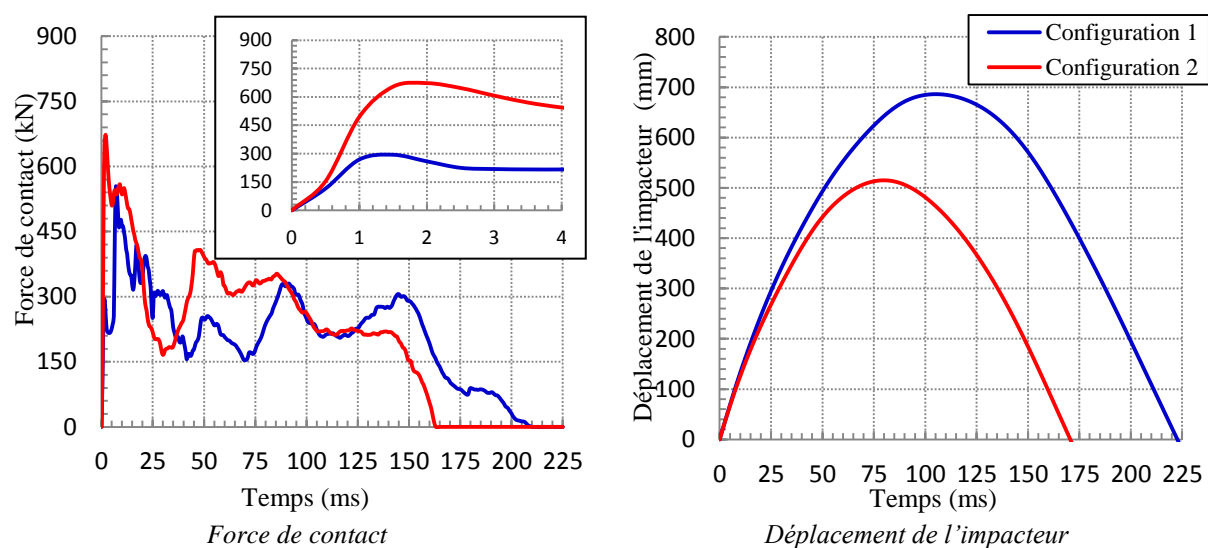 Force de contact (kN)
900
750
600
450
300
150
0
900
750
600
450
300
150
0
0 1 2 3 4
0 25 50 75 100 125 150 175 200 225
Temps (ms)
Force de contact
Déplacement de l'impacteur (mm)
Configuration 1
Configuration 2
800
700
600
500
400
300
200
100
0
0 25 50 75 100 125 150 175 200 225
Temps (ms)
Déplacement de l’impacteur